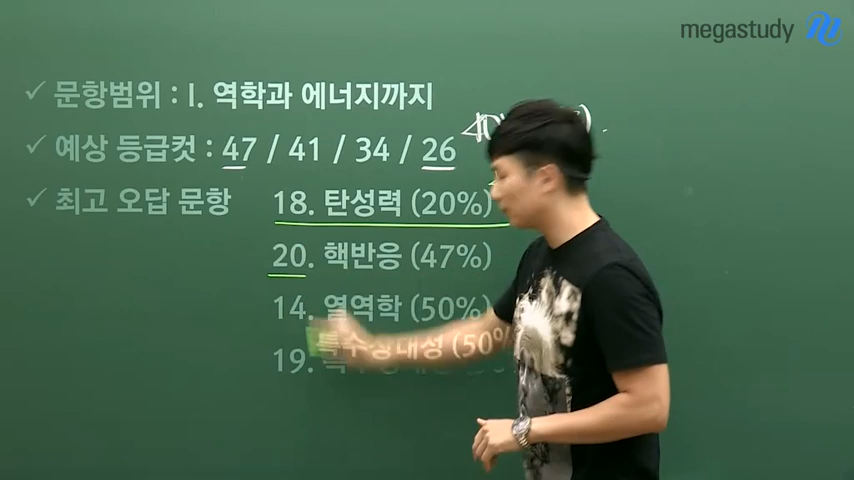 megastudy
✓ 문항범위 : I. 역학과 에너지까지
✓ 예상 등급컷 : 47 / 41 / 34 / 26
✓ 최고 오답 문항 18. 탄성력 (20%)
20. 핵반응 (47%)
14. 열역학 (50%)
19. 특수상대성 (50%